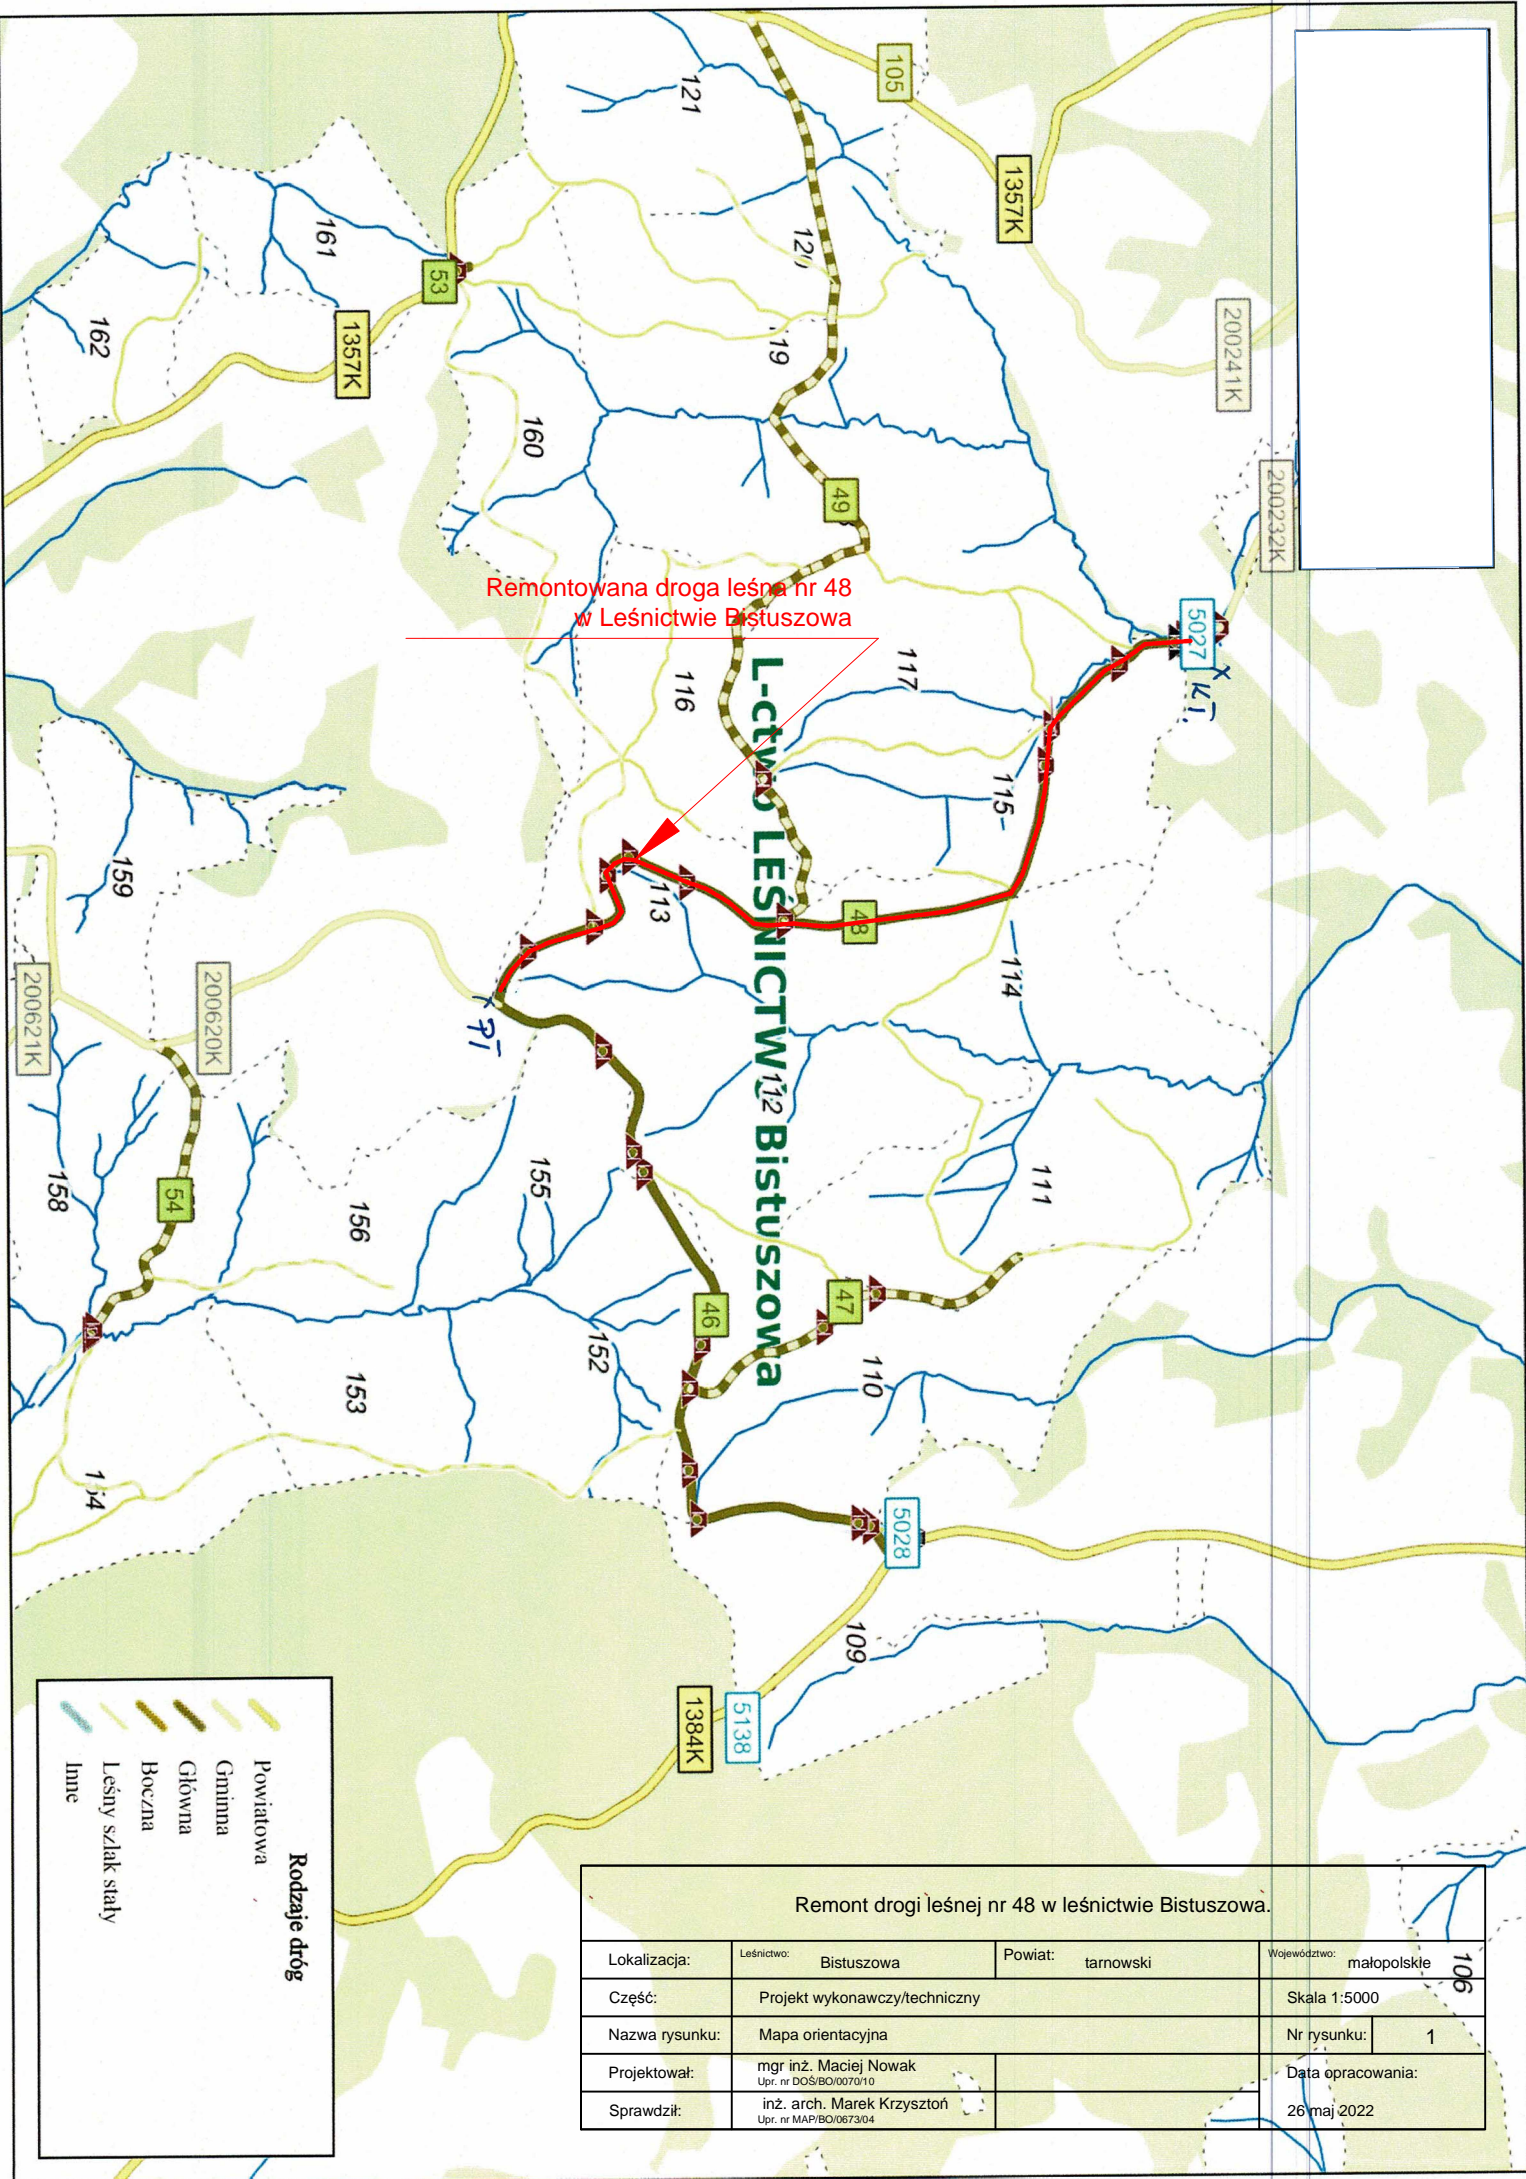 105
121
1357K
120
161
53
162
1357K
19
160
200241K
200232K
49
Remontowana droga leśna nr 48
w Leśnictwie Bistuszowa
5027
KT.
117
116
L-ctwo LEŚNICTWO Bistuszowa
115
113
48
114
159
200621K
200620K
PT
112
111
158
54
156
155
46
47
152
110
153
5028
109
1384K
5138
106
Rodzaje dróg
Powiatowa
Gminna
Główna
Boczna
Leśny szlak stały
Inne
Remont drogi leśnej nr 48 w leśnictwie Bistuszowa.
Lokalizacja: Leśnictwo: Bistuszowa Powiat: tarnowski Województwo: małopolskie
Część: Projekt wykonawczy/techniczny Skala 1:5000
Nazwa rysunku: Mapa orientacyjna Nr rysunku: 1
Projektował: mgr inż. Maciej Nowak Data opracowania:
Upr. nr DOŚ/BO/0070/10
Sprawdził: inż. arch. Marek Krzysztoń 26 maj 2022
Upr. nr MAP/BO/0673/04